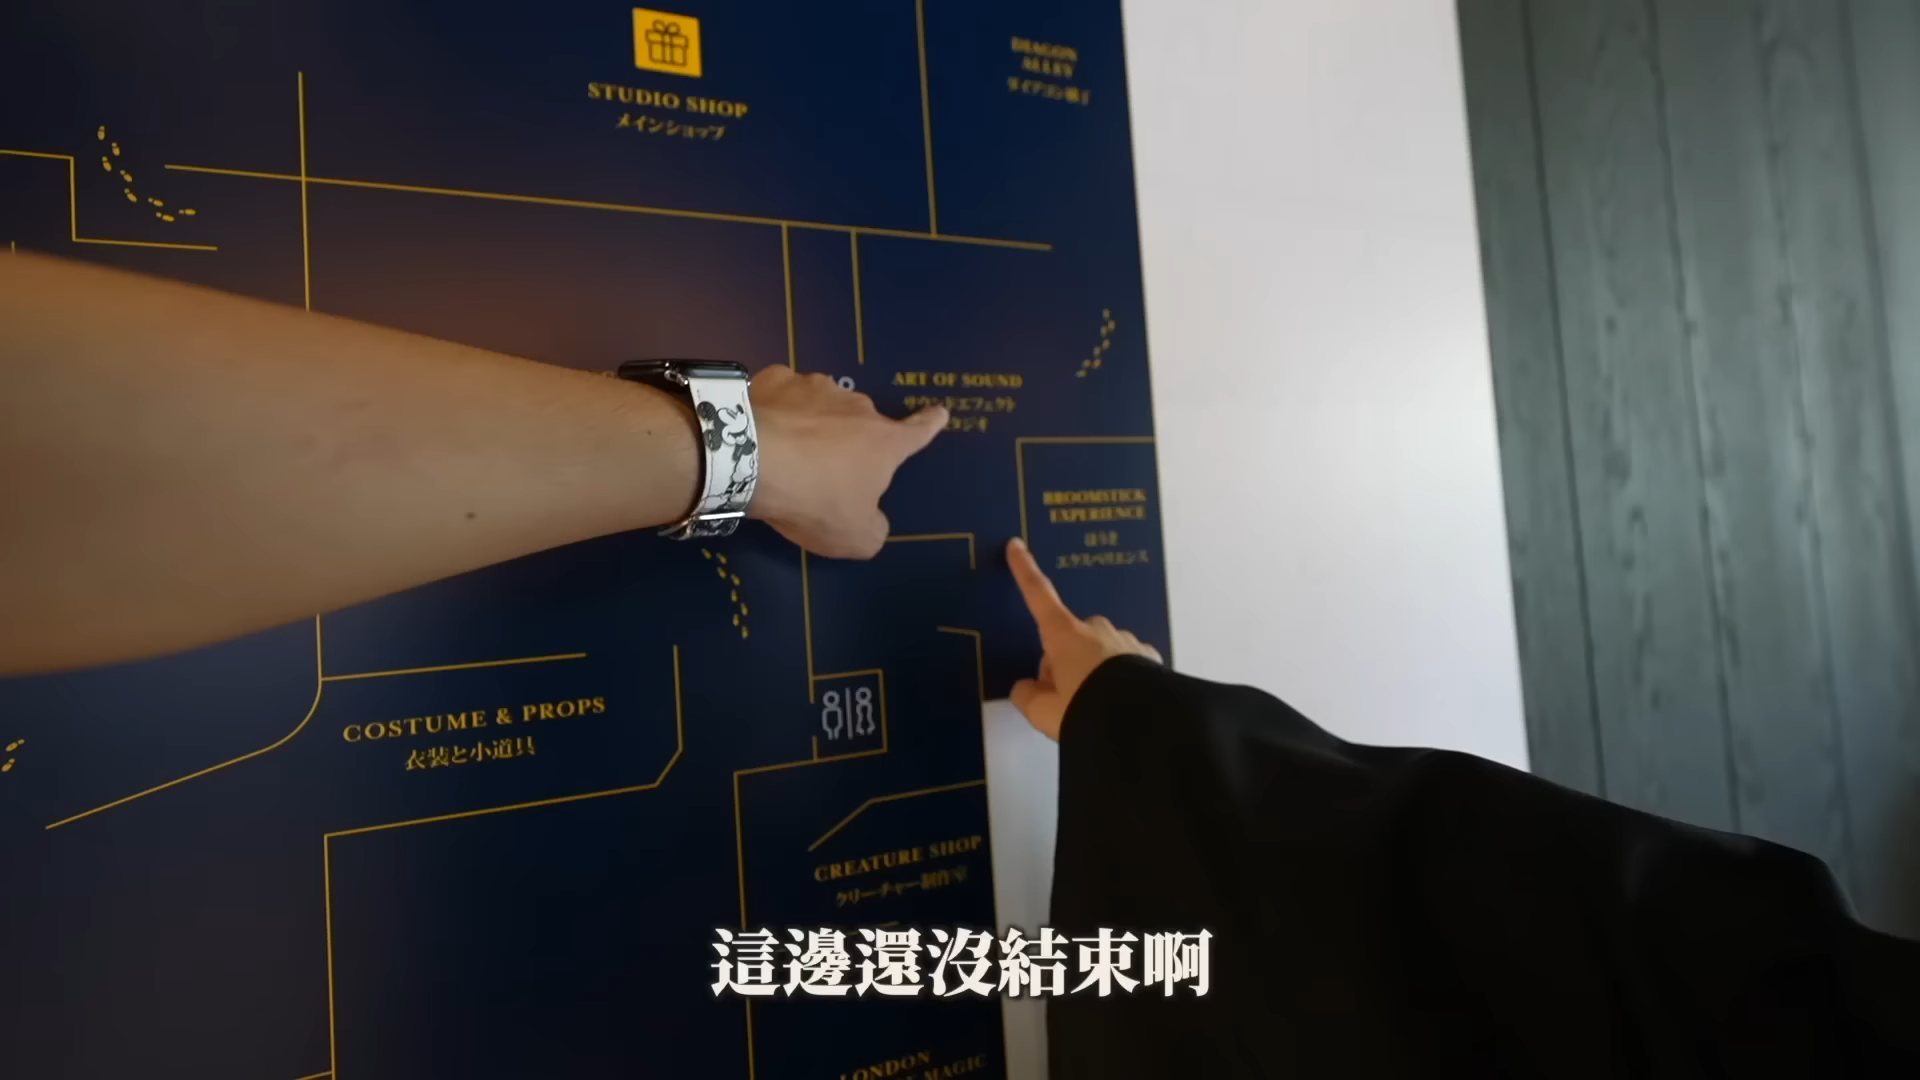 STUDIO SHOP
メインショップ
DIAGON
ALLEY
ダイアゴン横丁
ART OF SOUND
サウンドエフェクト
タジオ
BROOMSTICK
EXPERIENCE
ほうき
エクスペリエンス
COSTUME & PROPS
衣装と小道具
CREATURE SHOP
クリーチャー制作室
這邊還沒結束啊
LONDON
MAGIC